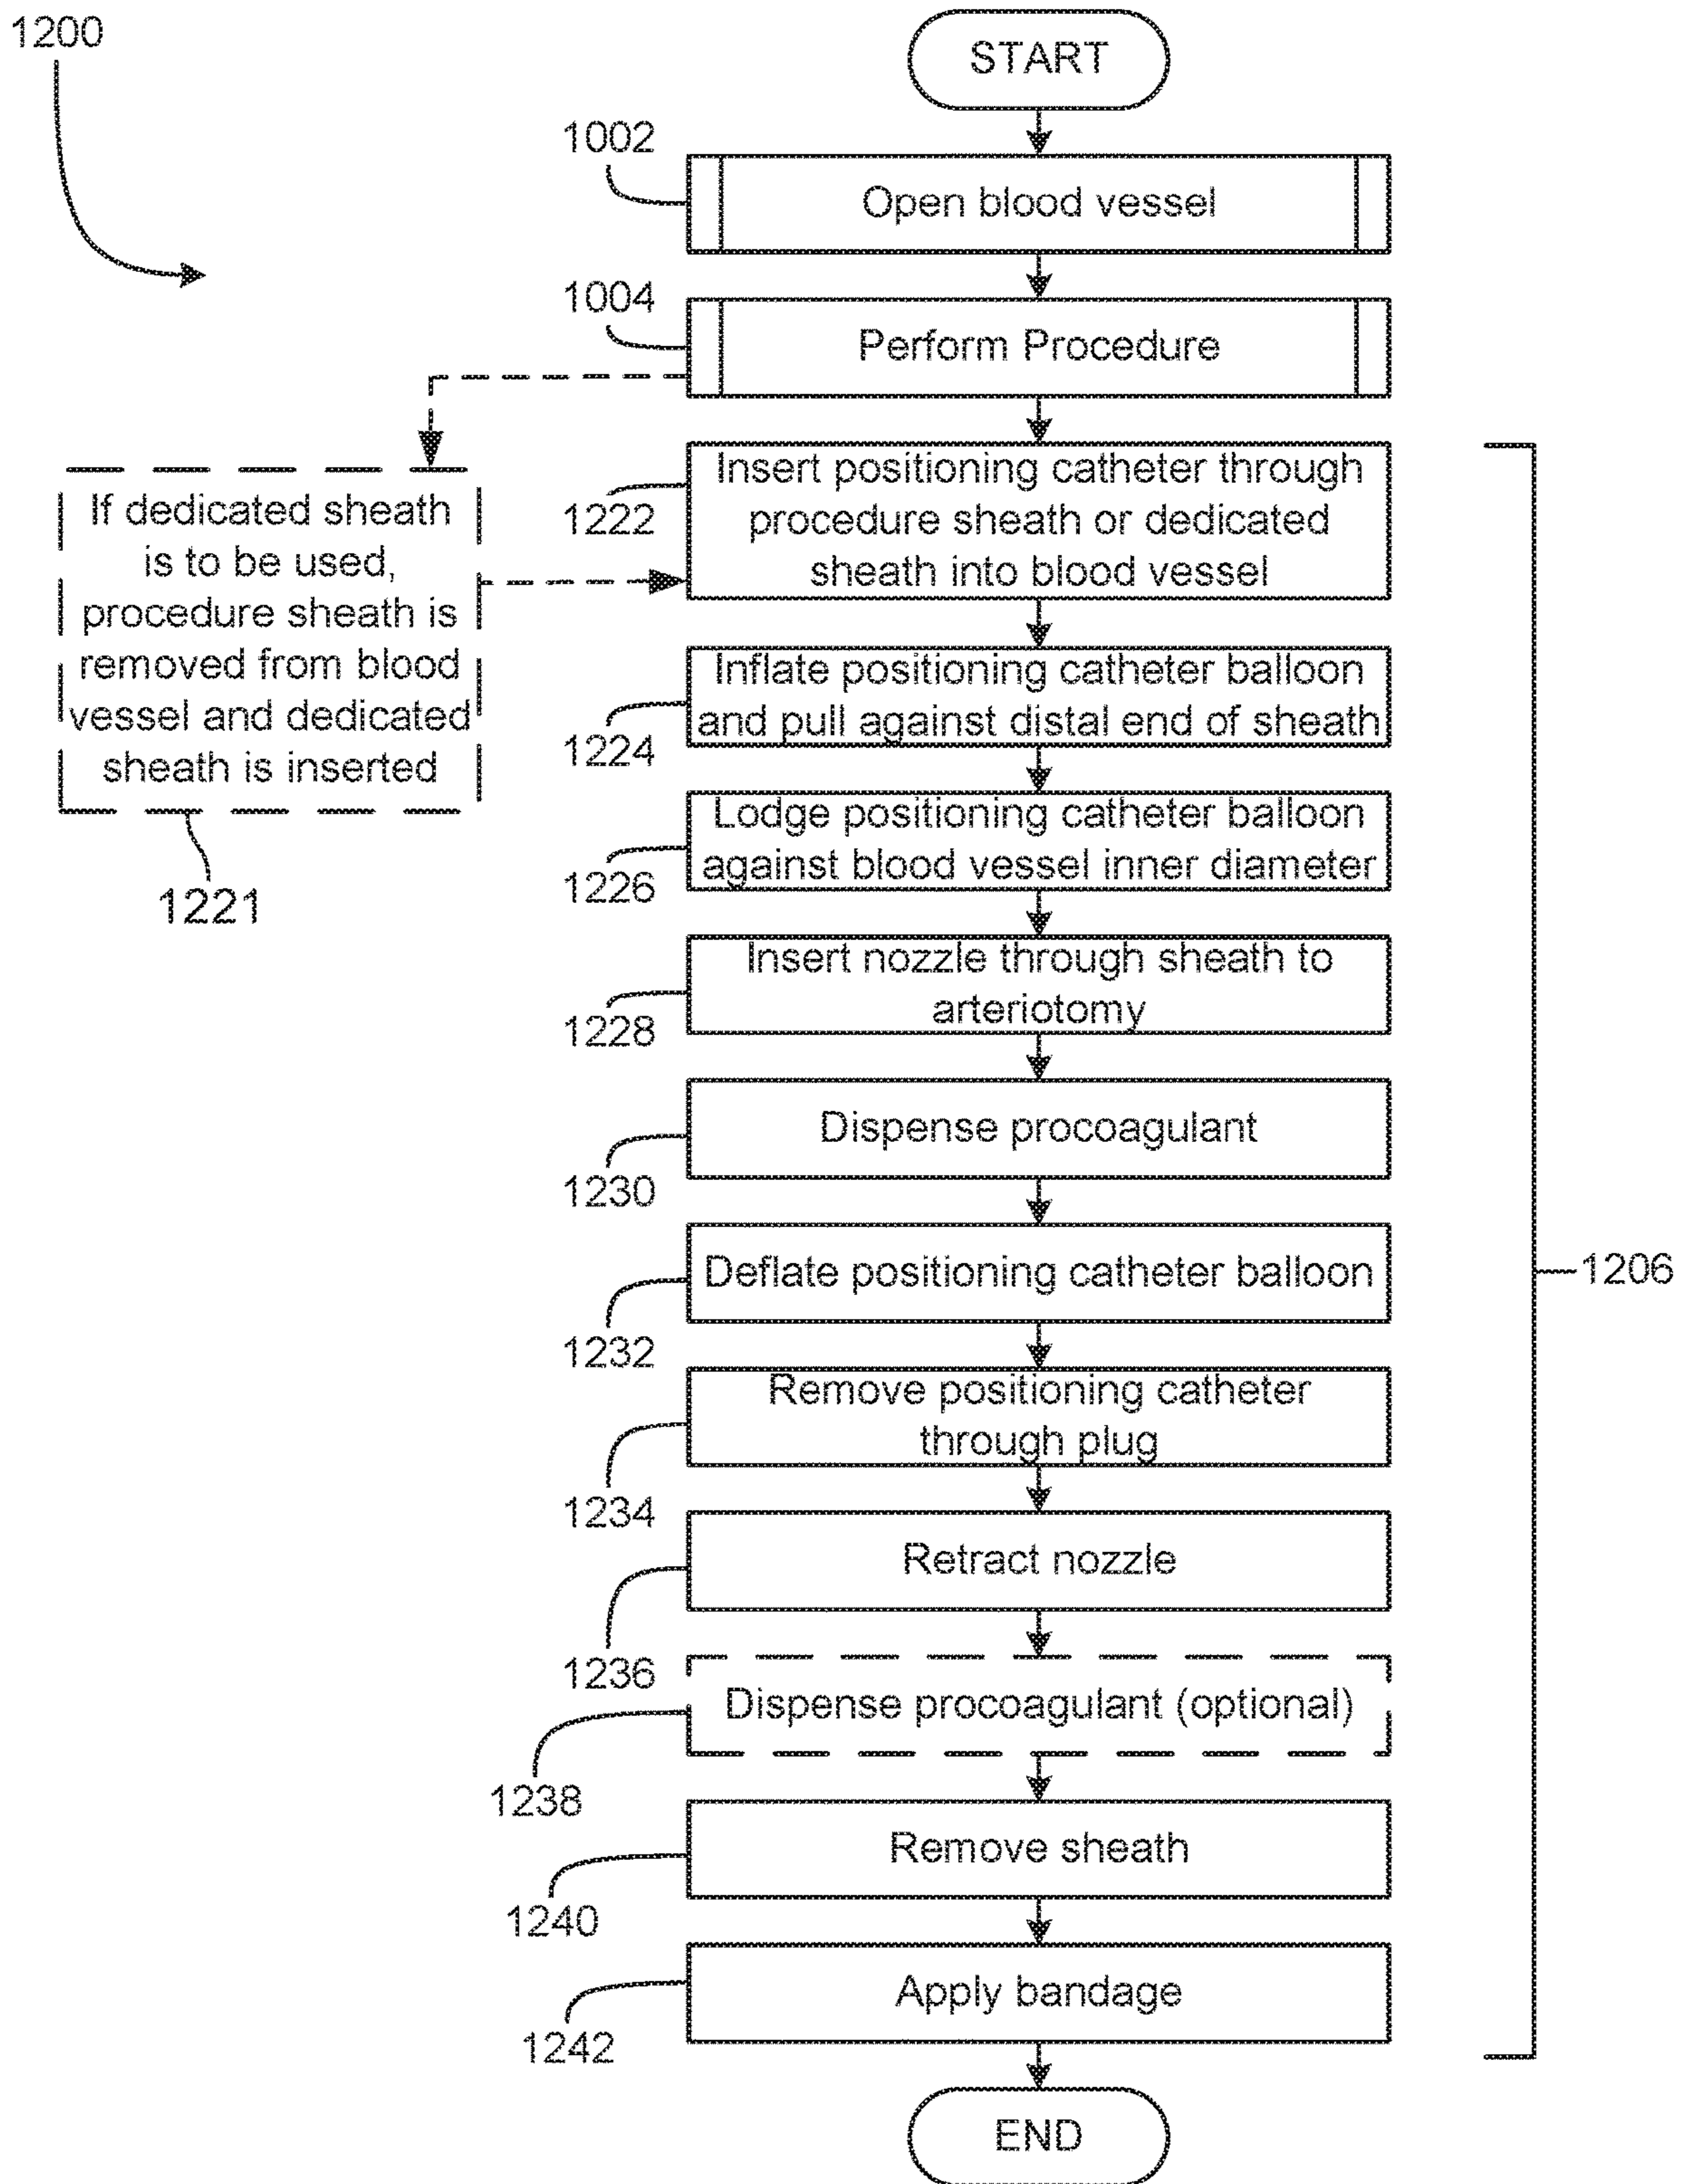 1200
START
1002
Open blood vessel
1004
Perform Procedure
If dedicated sheath
is to be used,
procedure sheath is
removed from blood
vessel and dedicated
sheath is inserted
1221
Insert positioning catheter through
procedure sheath or dedicated
sheath into blood vessel
1222
Inflate positioning catheter balloon
and pull against distal end of sheath
1224
Lodge positioning catheter balloon
against blood vessel inner diameter
1226
Insert nozzle through sheath to
arteriotomy
1228
Dispense procoagulant
1230
Deflate positioning catheter balloon
1232
1206
Remove positioning catheter
through plug
1234
Retract nozzle
1236
Dispense procoagulant (optional)
1238
Remove sheath
1240
Apply bandage
1242
END